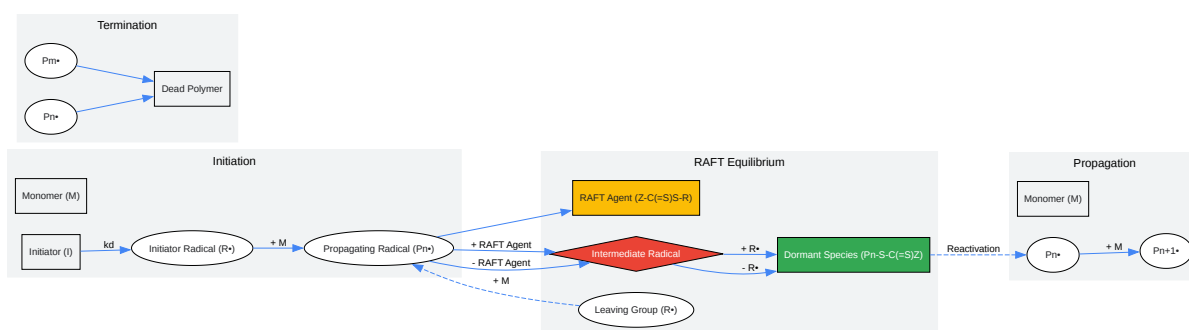 Termination
Pm•
Pn•
Dead Polymer
Initiation
Monomer (M)
Initiator (I)
kd
Initiator Radical (R•)
+ M
Propagating Radical (Pn•)
+ RAFT Agent
- RAFT Agent
+ M
RAFT Equilibrium
RAFT Agent (Z-C(=S)S-R)
Intermediate Radical
+ R•
- R•
Dormant Species (Pn-S-C(=S)Z)
Leaving Group (R•)
Reactivation
Propagation
Monomer (M)
Pn•
+ M
Pn+1•